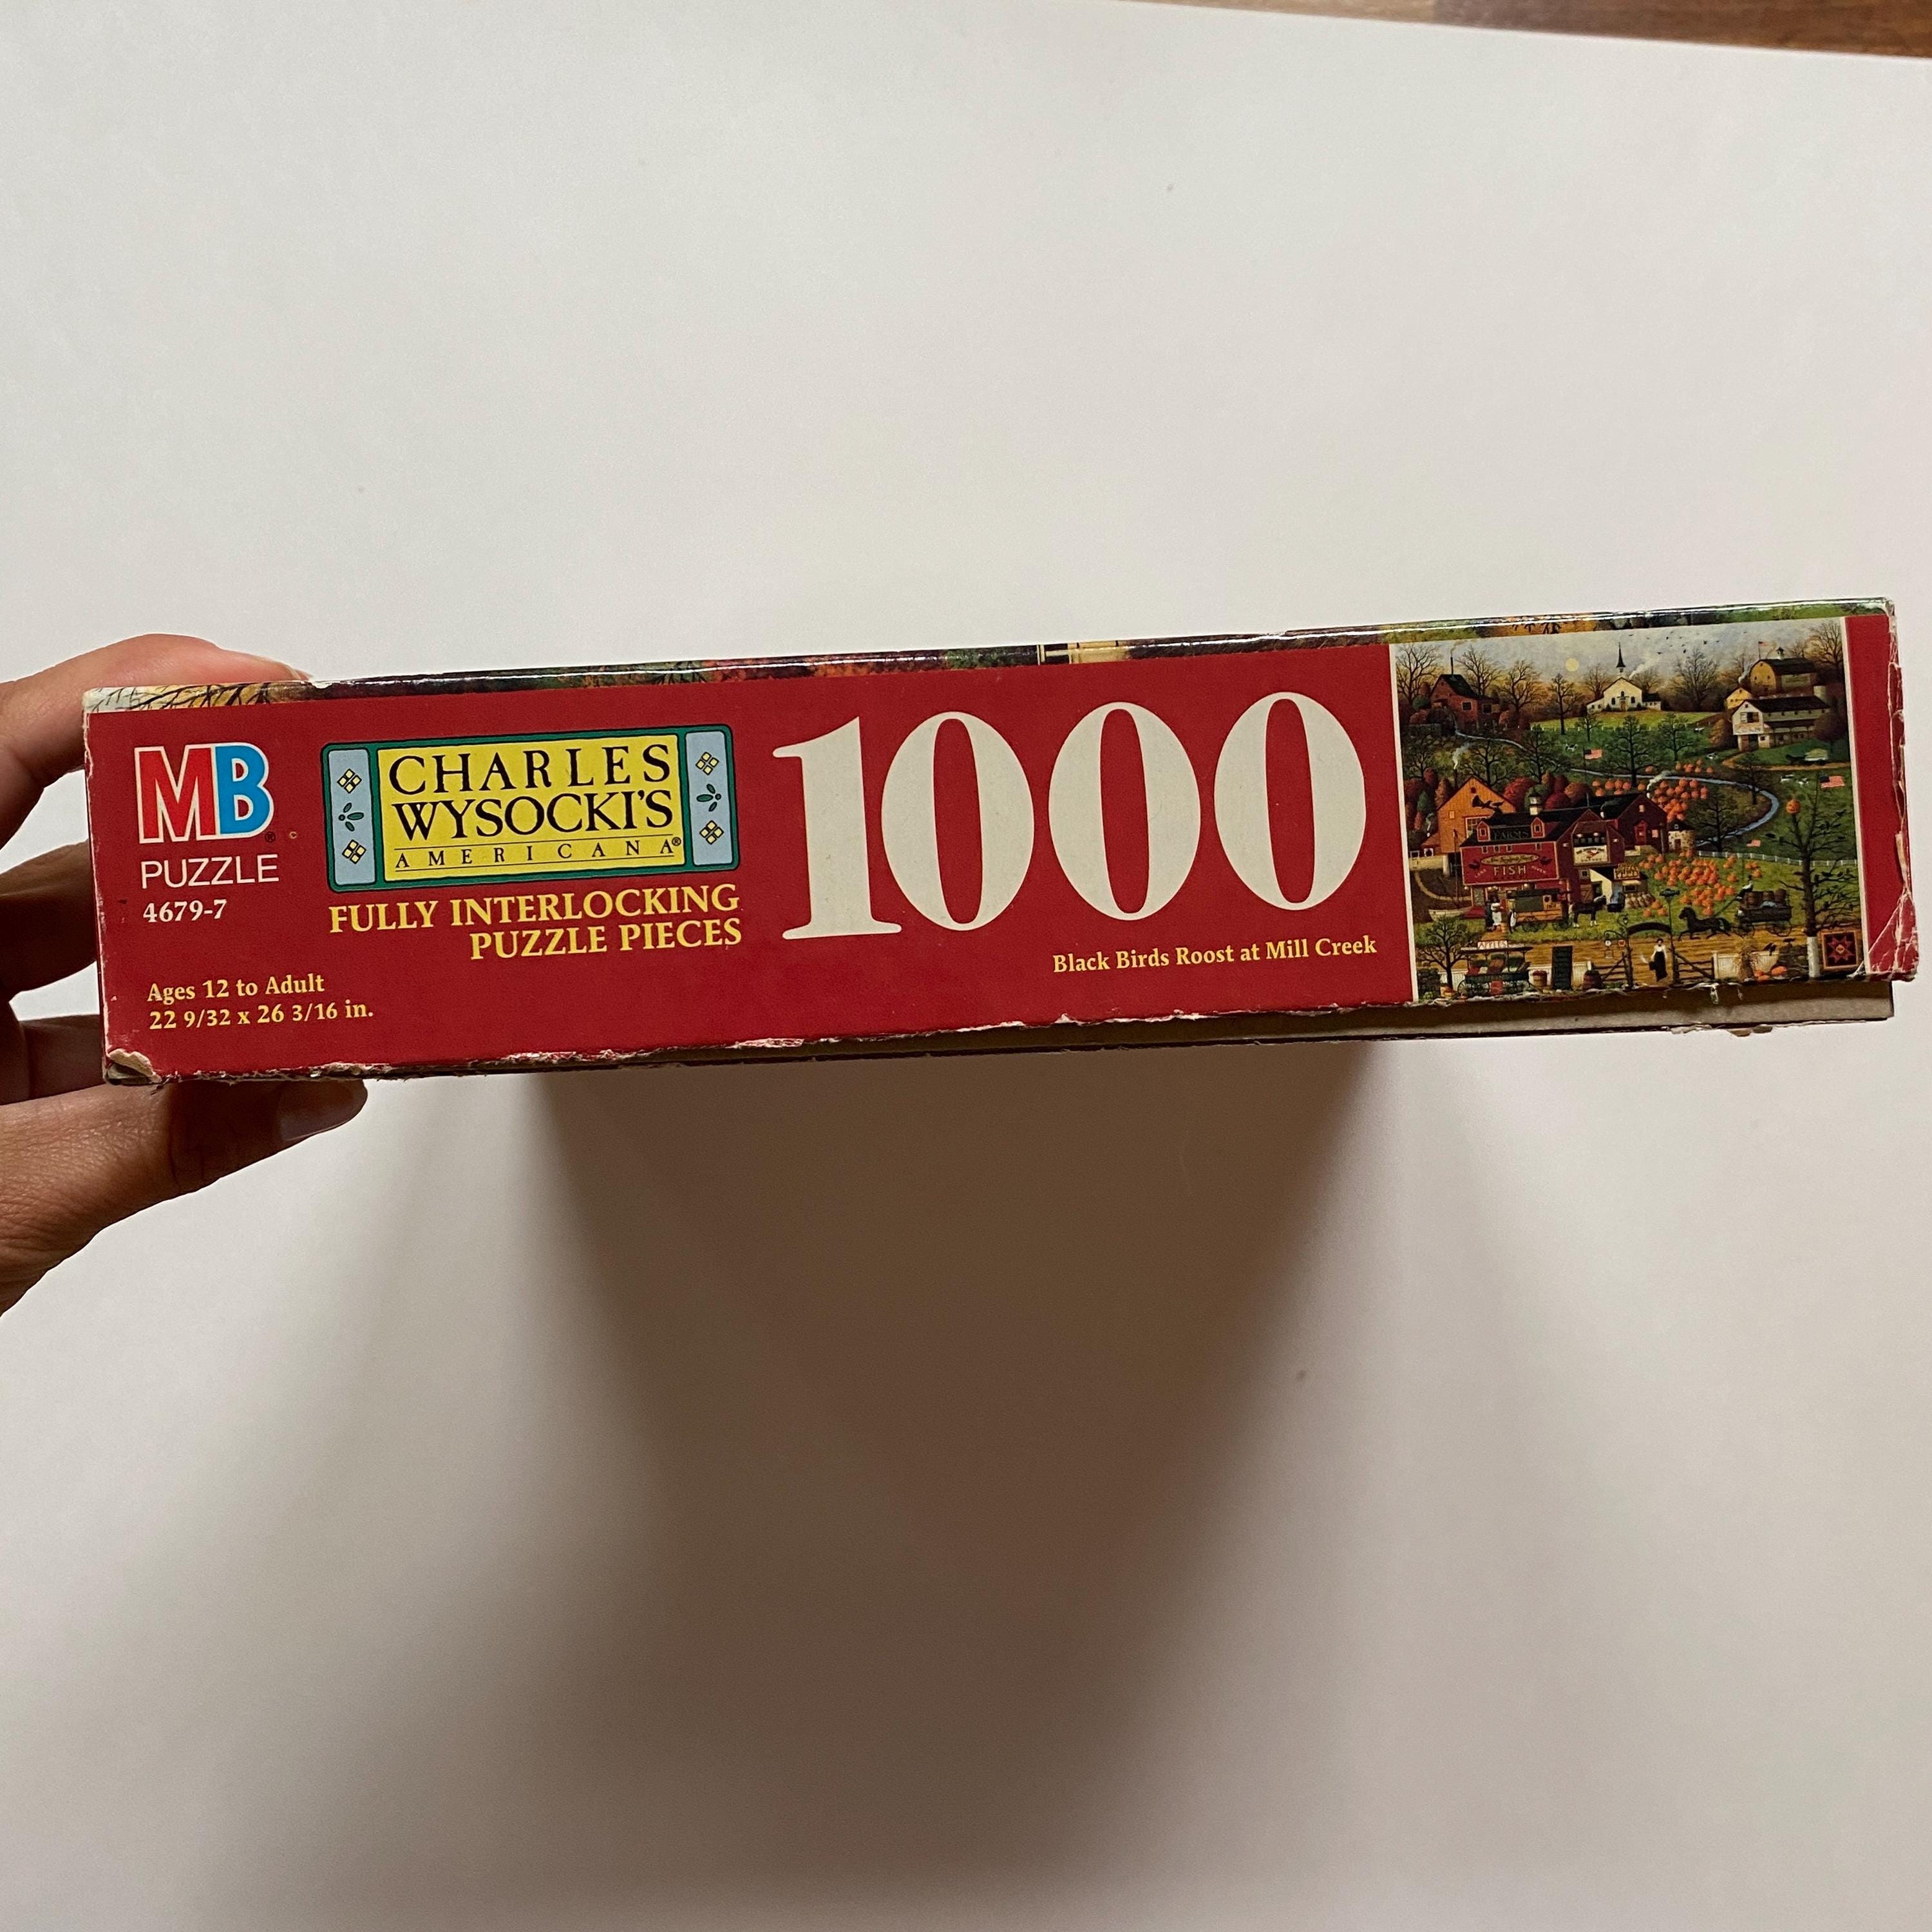 MB®
©
PUZZLE
4679-7
Ages 12 to Adult
22 9/32 x 26 3/16 in.
CHARLES
WYSOCKI'S
AMERICANA®
FULLY INTERLOCKING
PUZZLE PIECES
1000
Black Birds Roost at Mill Creek
FARMS
FISH